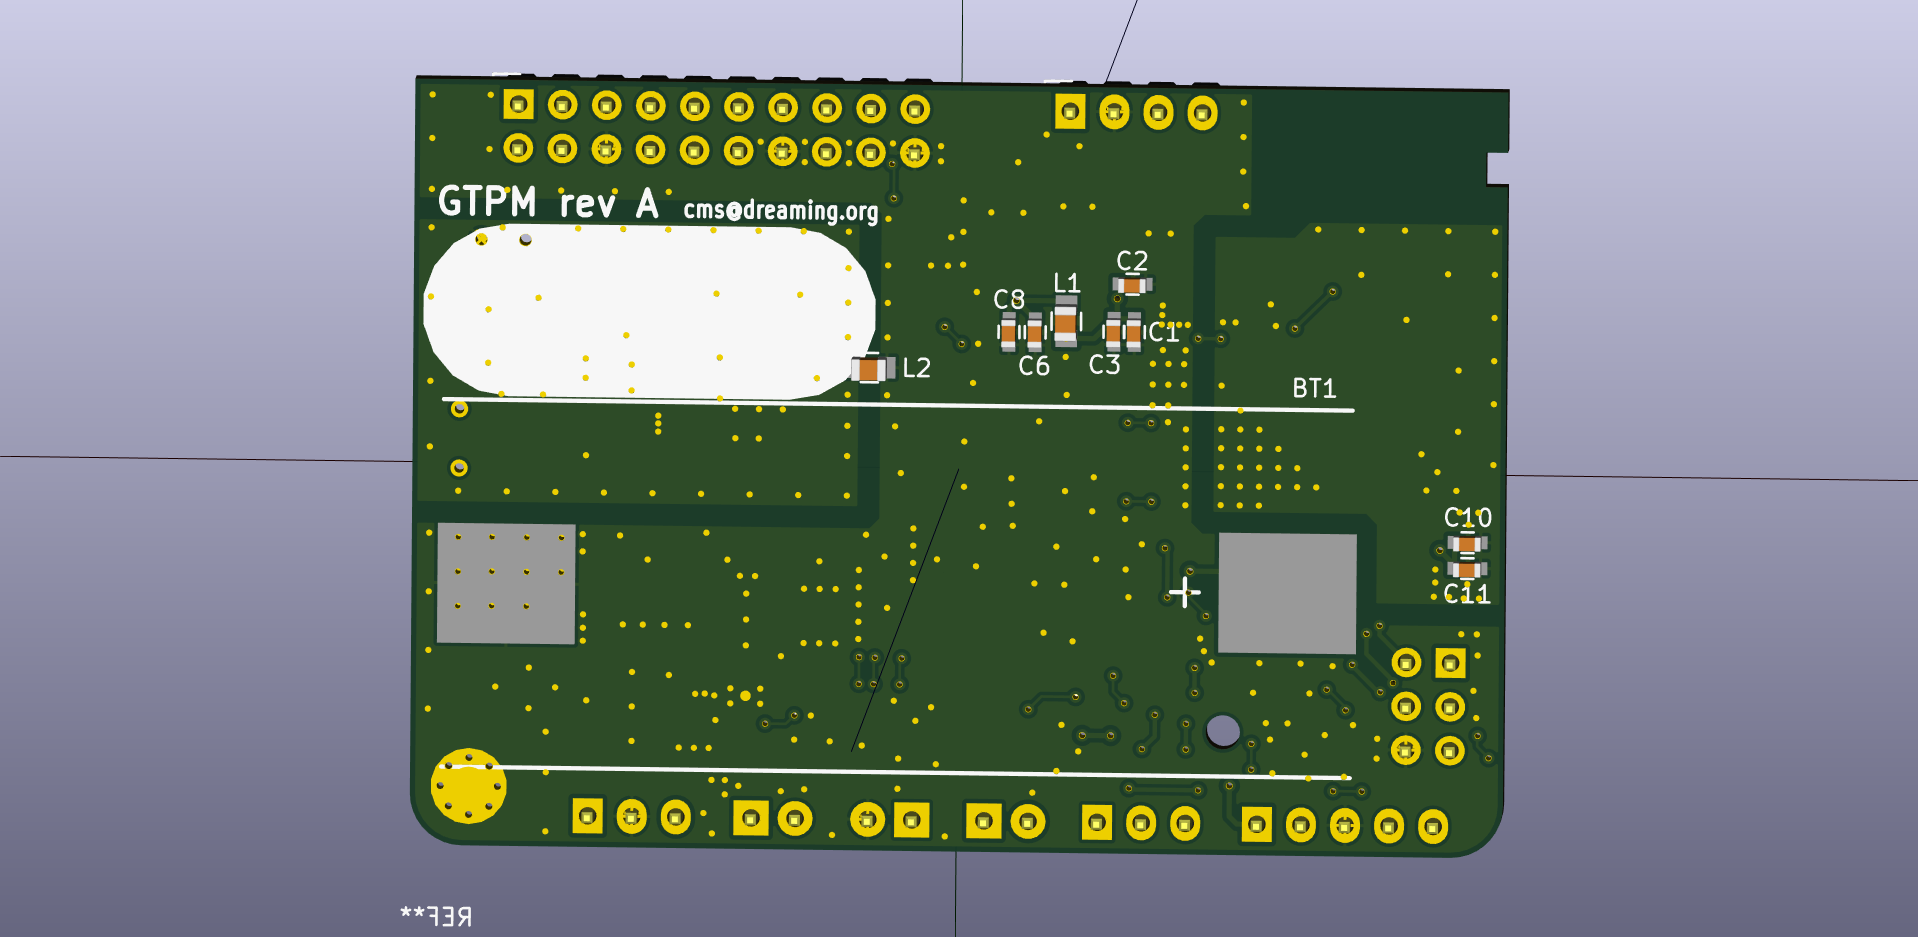 GTPM rev A cms@dreaming.org
C2
L1
C8
C1
C6
C3
L2
BT1
C10
C11
REF**